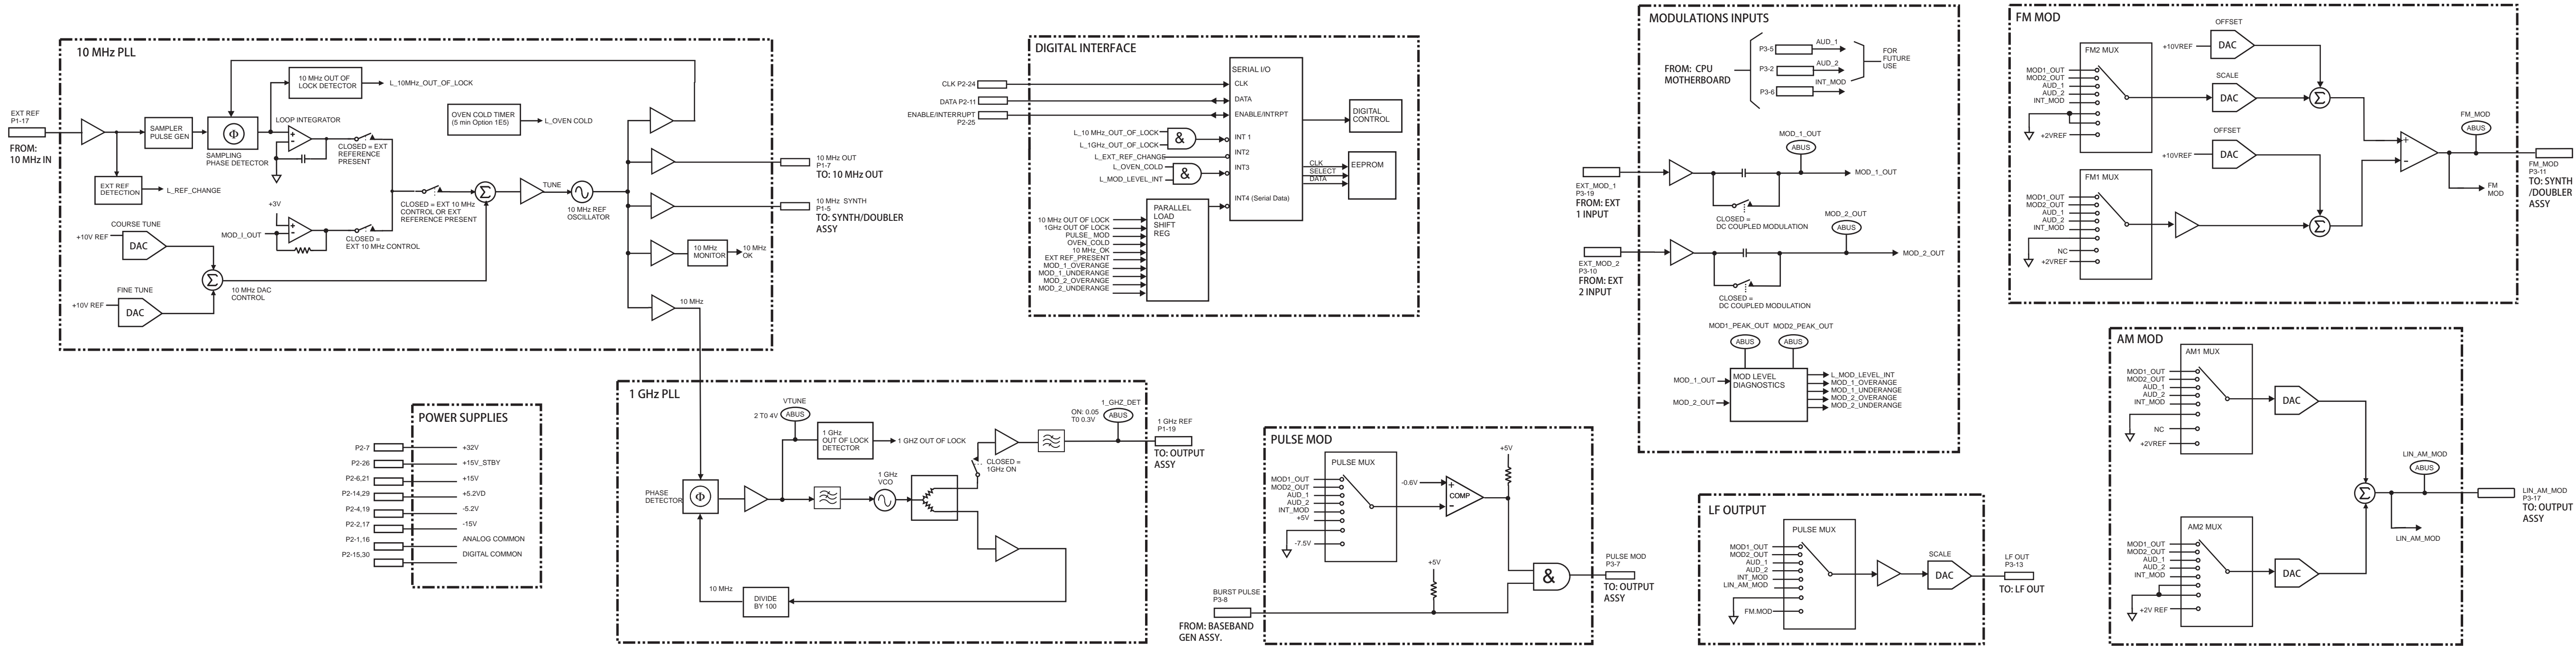 10 MHz PLL
EXT REF
P1-17
FROM:
10 MHz IN
SAMPLER
PULSE GEN
Φ
SAMPLING
PHASE DETECTOR
10 MHz OUT OF
LOCK DETECTOR
L_10MHz_OUT_OF_LOCK
LOOP INTEGRATOR
+
-
CLOSED = EXT
REFERENCE
PRESENT
EXT REF
DETECTION
L_REF_CHANGE
OVEN COLD TIMER
(5 min Option 1E5)
L_OVEN COLD
+3V
MOD_I_OUT
+
-
CLOSED =
EXT 10 MHz CONTROL
CLOSED = EXT 10 MHz
CONTROL OR EXT
REFERENCE PRESENT
Σ
TUNE
10 MHz REF
OSCILLATOR
COURSE TUNE
+10V REF
DAC
Σ
10 MHz DAC
CONTROL
FINE TUNE
+10V REF
DAC
10 MHz OUT
P1-7
TO: 10 MHz OUT
10 MHz SYNTH
P1-5
TO: SYNTH/DOUBLER
ASSY
10 MHz
MONITOR
10 MHz
OK
10 MHz
POWER SUPPLIES
P2-7
+32V
P2-26
+15V_STBY
P2-6,21
+15V
P2-14,29
+5.2VD
P2-4,19
-5.2V
P2-2,17
-15V
P2-1,16
ANALOG COMMON
P2-15,30
DIGITAL COMMON
1 GHz PLL
VTUNE
2 T0 4V
ABUS
1 GHz
OUT OF LOCK
DETECTOR
1 GHZ OUT OF LOCK
PHASE
DETECTOR
Φ
1 GHz
VCO
CLOSED =
1GHz ON
1_GHZ_DET
ON: 0.05
T0 0.3V
ABUS
1 GHz REF
P1-19
TO: OUTPUT
ASSY
10 MHz
DIVIDE
BY 100
DIGITAL INTERFACE
CLK P2-24
DATA P2-11
ENABLE/INTERRUPT
P2-25
SERIAL I/O
CLK
DATA
ENABLE/INTRPT
INT 1
INT2
INT3
INT4 (Serial Data)
L_10 MHz_OUT_OF_LOCK
L_1GHz_OUT_OF_LOCK
&
L_EXT_REF_CHANGE
L_OVEN_COLD
L_MOD_LEVEL_INT
&
DIGITAL
CONTROL
CLK
SELECT
DATA
EEPROM
10 MHz OUT OF LOCK
1GHz OUT OF LOCK
PULSE_ MOD
OVEN_COLD
10 MHz_OK
EXT REF_PRESENT
MOD_1_OVERANGE
MOD_1_UNDERANGE
MOD_2_OVERANGE
MOD_2_UNDERANGE
PARALLEL
LOAD
SHIFT
REG
PULSE MOD
PULSE MUX
MOD1_OUT
MOD2_OUT
AUD_1
AUD_2
INT_MOD
+5V
-7.5V
-0.6V
+
-
COMP
+5V
+5V
BURST PULSE
P3-8
FROM: BASEBAND
GEN ASSY.
&
PULSE MOD
P3-7
TO: OUTPUT
ASSY
MODULATIONS INPUTS
FROM: CPU
MOTHERBOARD
P3-5
AUD_1
P3-2
AUD_2
P3-6
INT_MOD
FOR
FUTURE
USE
EXT_MOD_1
P3-19
FROM: EXT
1 INPUT
MOD_1_OUT
ABUS
MOD_1_OUT
CLOSED =
DC COUPLED MODULATION
EXT_MOD_2
P3-10
FROM: EXT
2 INPUT
MOD_2_OUT
ABUS
MOD_2_OUT
CLOSED =
DC COUPLED MODULATION
MOD1_PEAK_OUT
MOD2_PEAK_OUT
ABUS
ABUS
MOD_1_OUT
MOD_2_OUT
MOD LEVEL
DIAGNOSTICS
L_MOD_LEVEL_INT
MOD_1_OVERANGE
MOD_1_UNDERANGE
MOD_2_OVERANGE
MOD_2_UNDERANGE
LF OUTPUT
PULSE MUX
MOD1_OUT
MOD2_OUT
AUD_1
AUD_2
INT_MOD
LIN_AM_MOD
FM.MOD
SCALE
DAC
LF OUT
P3-13
TO: LF OUT
FM MOD
FM2 MUX
MOD1_OUT
MOD2_OUT
AUD_1
AUD_2
INT_MOD
+2VREF
OFFSET
+10VREF
DAC
SCALE
DAC
Σ
OFFSET
+10VREF
DAC
FM1 MUX
MOD1_OUT
MOD2_OUT
AUD_1
AUD_2
INT_MOD
NC
+2VREF
Σ
+
-
FM_MOD
ABUS
FM
MOD
FM_MOD
P3-11
TO: SYNTH
/DOUBLER
ASSY
AM MOD
AM1 MUX
MOD1_OUT
MOD2_OUT
AUD_1
AUD_2
INT_MOD
NC
+2VREF
DAC
AM2 MUX
MOD1_OUT
MOD2_OUT
AUD_1
AUD_2
INT_MOD
+2V REF
DAC
Σ
LIN_AM_MOD
ABUS
LIN_AM_MOD
LIN_AM_MOD
P3-17
TO: OUTPUT
ASSY